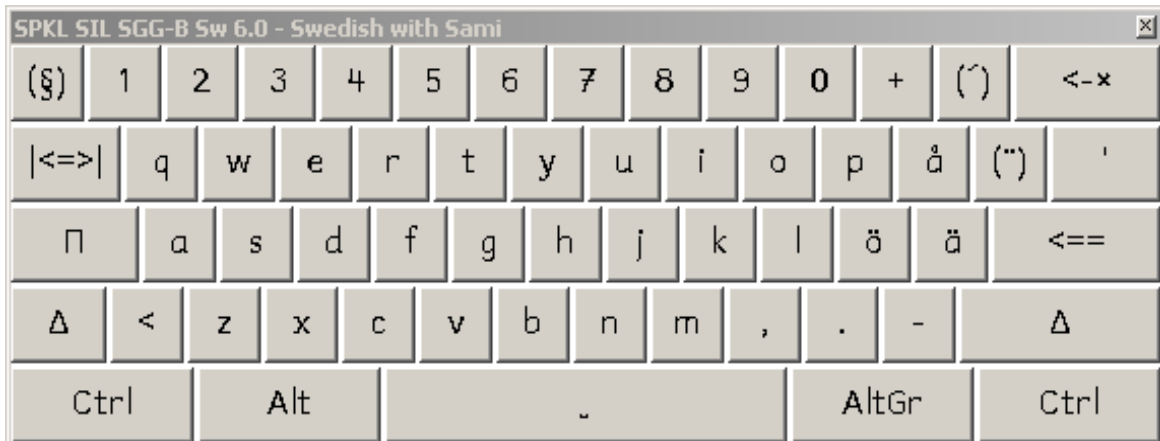 SPKL SIL SGG-B Sw 6.0 - Swedish with Sami ×
(§) 1 2 3 4 5 6 7 8 9 0 + (´) <-×
|<=>| q w e r t y u i o p å (¨) '
Π a s d f g h j k l ö ä <==
Δ < z x c v b n m , . - Δ
Ctrl Alt ˽ AltGr Ctrl